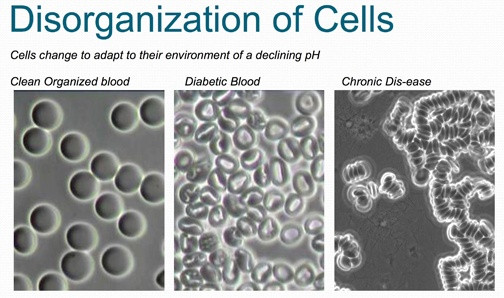 Disorganization of Cells
Cells change to adapt to their environment of a declining pH
Clean Organized blood
Diabetic Blood
Chronic Dis-ease